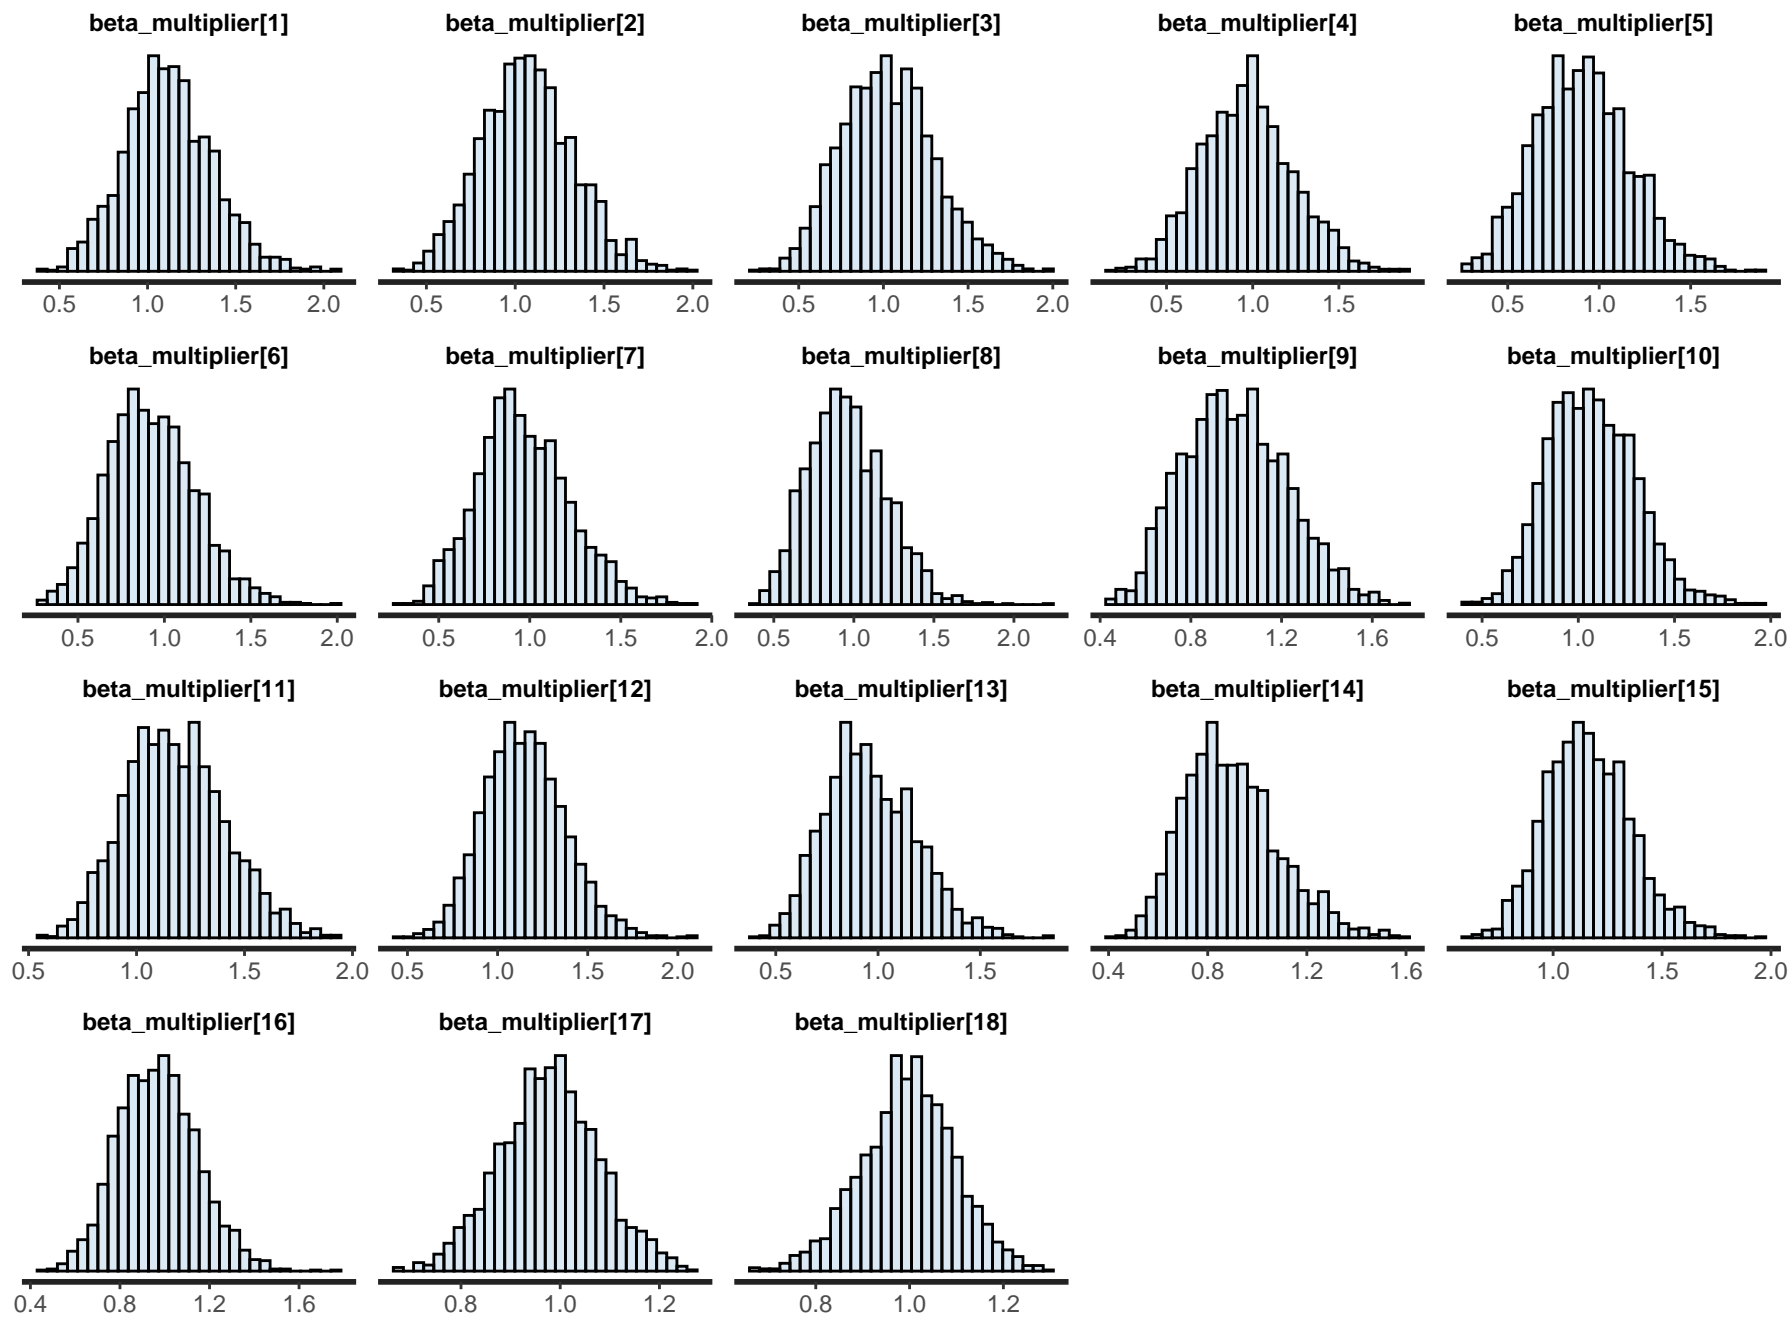 beta_multiplier[1] beta_multiplier[2] beta_multiplier[3] beta_multiplier[4] beta_multiplier[5]
0.5 1.0 1.5 2.0 0.5 1.0 1.5 2.0 0.5 1.0 1.5 2.0 0.5 1.0 1.5 0.5 1.0 1.5
beta_multiplier[6] beta_multiplier[7] beta_multiplier[8] beta_multiplier[9] beta_multiplier[10]
0.5 1.0 1.5 2.0 0.5 1.0 1.5 2.0 0.5 1.0 1.5 2.0 0.4 0.8 1.2 1.6 0.5 1.0 1.5 2.0
beta_multiplier[11] beta_multiplier[12] beta_multiplier[13] beta_multiplier[14] beta_multiplier[15]
0.5 1.0 1.5 2.0 0.5 1.0 1.5 2.0 0.5 1.0 1.5 0.4 0.8 1.2 1.6 1.0 1.5 2.0
beta_multiplier[16] beta_multiplier[17] beta_multiplier[18]
0.4 0.8 1.2 1.6 0.8 1.0 1.2 0.8 1.0 1.2